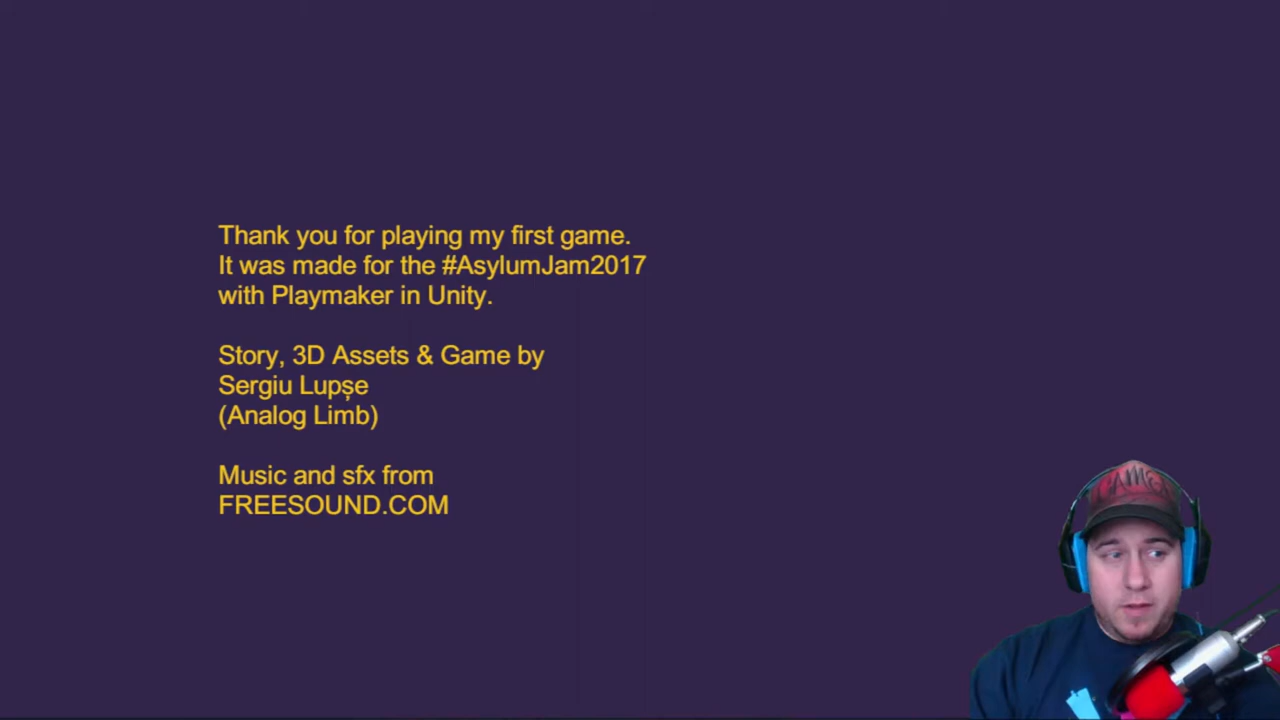 Thank you for playing my first game.
It was made for the #AsylumJam2017
with Playmaker in Unity.
Story, 3D Assets & Game by
Sergiu Lupșe
(Analog Limb)
Music and sfx from
FREESOUND.COM